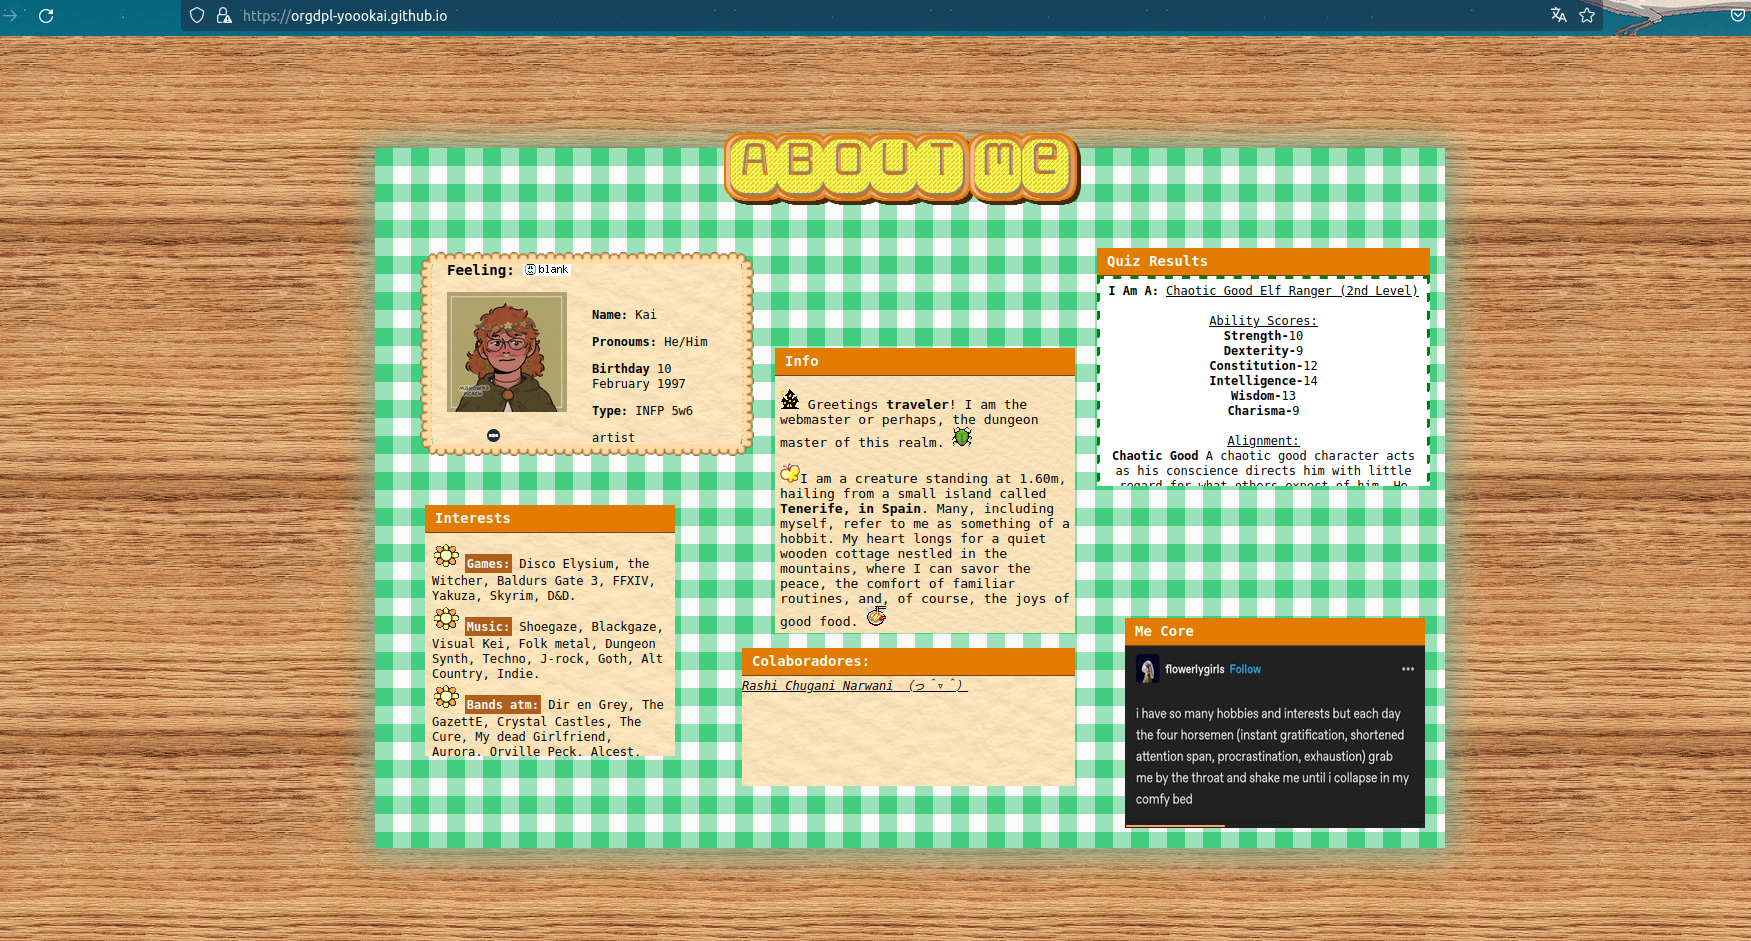 https://orgdpl-yoookai.github.io
ABOUT me
Feeling: blank
Name: Kai
Pronouns: He/Him
Birthday 10
February 1997
Type: INFP 5w6
artist
Interests
Games: Disco Elysium, the
Witcher, Baldurs Gate 3, FFXIV,
Yakuza, Skyrim, D&D.
Music: Shoegaze, Blackgaze,
Visual Kei, Folk metal, Dungeon
Synth, Techno, J-rock, Goth, Alt
Country, Indie.
Bands atm: Dir en Grey, The
GazettE, Crystal Castles, The
Cure, My dead Girlfriend,
Aurora, Orville Peck, Alcest,
Info
Greetings traveler! I am the
webmaster or perhaps, the dungeon
master of this realm.
I am a creature standing at 1.60m,
hailing from a small island called
Tenerife, in Spain. Many, including
myself, refer to me as something of a
hobbit. My heart longs for a quiet
wooden cottage nestled in the
mountains, where I can savor the
peace, the comfort of familiar
routines, and, of course, the joys of
good food.
Colaboradores:
Rashi Chugani Narwani (つ ˆ▿ˆ)
Quiz Results
I Am A: Chaotic Good Elf Ranger (2nd Level)
Ability Scores:
Strength-10
Dexterity-9
Constitution-12
Intelligence-14
Wisdom-13
Charisma-9
Alignment:
Chaotic Good A chaotic good character acts
as his conscience directs him with little
regard for what others expect of him. He
Me Core
flowerlygirls Follow
i have so many hobbies and interests but each day
the four horsemen (instant gratification, shortened
attention span, procrastination, exhaustion) grab
me by the throat and shake me until i collapse in my
comfy bed